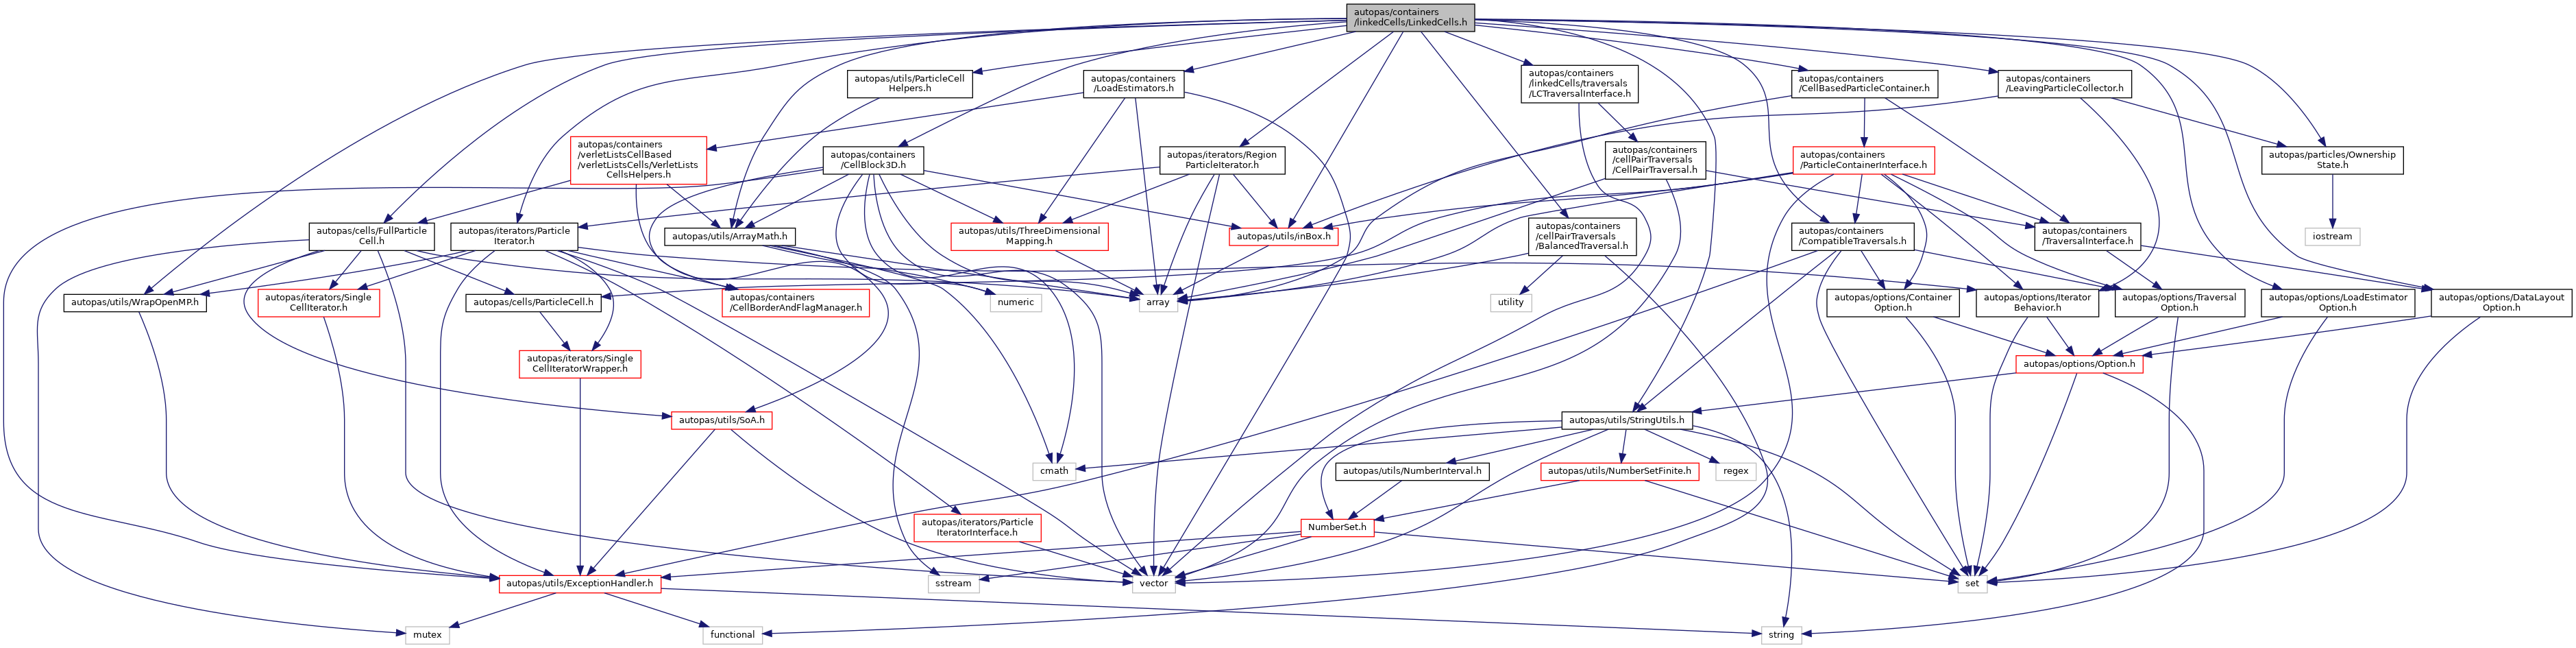 autopas/containers
/linkedCells/LinkedCells.h
autopas/utils/ParticleCell
Helpers.h
autopas/containers
/LoadEstimators.h
autopas/containers
/linkedCells/traversals
/LCTraversalInterface.h
autopas/containers
/CellBasedParticleContainer.h
autopas/containers
/LeavingParticleCollector.h
autopas/containers
/verletListsCellBased
/verletListsCells/VerletLists
CellsHelpers.h
autopas/containers
/CellBlock3D.h
autopas/iterators/Region
ParticleIterator.h
autopas/containers
/cellPairTraversals
/CellPairTraversal.h
autopas/containers
/ParticleContainerInterface.h
autopas/particles/Ownership
State.h
autopas/cells/FullParticle
Cell.h
autopas/iterators/Particle
Iterator.h
autopas/utils/ArrayMath.h
autopas/utils/ThreeDimensional
Mapping.h
autopas/utils/inBox.h
autopas/containers
/cellPairTraversals
/BalancedTraversal.h
autopas/containers
/CompatibleTraversals.h
autopas/containers
/TraversalInterface.h
iostream
autopas/utils/WrapOpenMP.h
autopas/iterators/Single
CellIterator.h
autopas/cells/ParticleCell.h
autopas/containers
/CellBorderAndFlagManager.h
numeric
array
utility
autopas/options/Container
Option.h
autopas/options/Iterator
Behavior.h
autopas/options/Traversal
Option.h
autopas/options/LoadEstimator
Option.h
autopas/options/DataLayout
Option.h
autopas/iterators/Single
CellIteratorWrapper.h
autopas/options/Option.h
autopas/utils/SoA.h
autopas/utils/StringUtils.h
cmath
autopas/utils/NumberInterval.h
autopas/utils/NumberSetFinite.h
regex
autopas/iterators/Particle
IteratorInterface.h
NumberSet.h
autopas/utils/ExceptionHandler.h
sstream
vector
set
mutex
functional
string